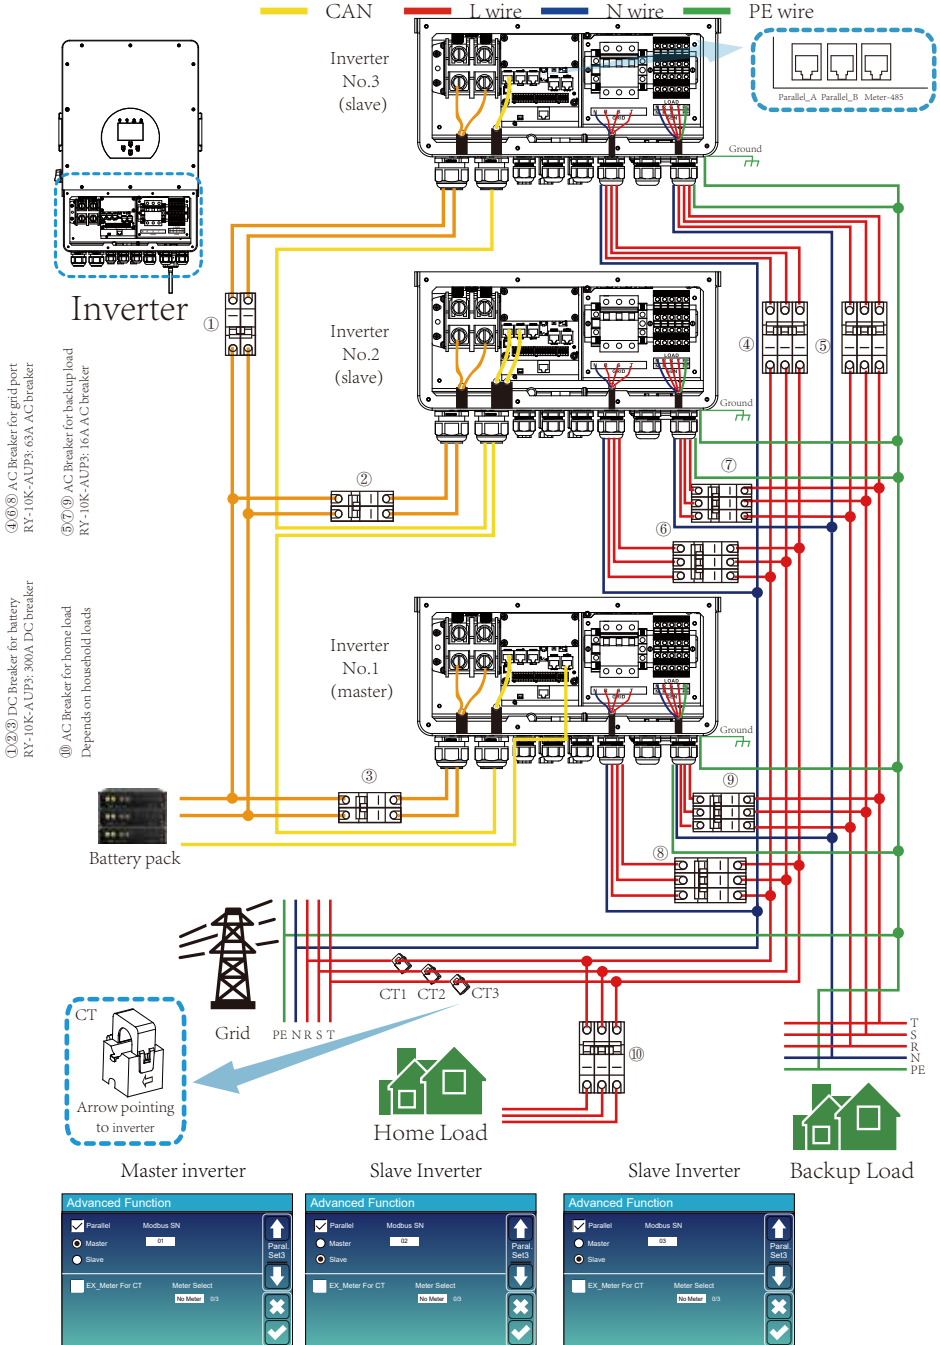 CAN
L wire
N wire
PE wire
Inverter
No.3
(slave)
Parallel_A Parallel_B Meter-485
Ground
LOAD
GRID
Inverter
①
Inverter
No.2
(slave)
④
⑤
LOAD
GRID
Ground
④⑥⑧ AC Breaker for grid port
RY-10K-AUP3: 63A AC breaker
⑤⑦⑨ AC Breaker for backup load
RY-10K-AUP3: 16A AC breaker
②
⑦
⑥
①②③ DC Breaker for battery
RY-10K-AUP3: 300A DC breaker
⑩ AC Breaker for home load
Depends on household loads
Inverter
No.1
(master)
LOAD
GRID
Ground
③
⑨
⑧
Battery pack
CT1 CT2 CT3
Grid
PE N R S T
CT
Arrow pointing
to inverter
⑩
Home Load
T
S
R
N
PE
Backup Load
Master inverter
Slave Inverter
Slave Inverter
Advanced Function
Parallel
Modbus SN
Master
01
Slave
Paral.
Set3
EX_Meter For CT
Meter Select
No Meter 0/3
Advanced Function
Parallel
Modbus SN
Master
02
Slave
Paral.
Set3
EX_Meter For CT
Meter Select
No Meter 0/3
Advanced Function
Parallel
Modbus SN
Master
03
Slave
Paral.
Set3
EX_Meter For CT
Meter Select
No Meter 0/3